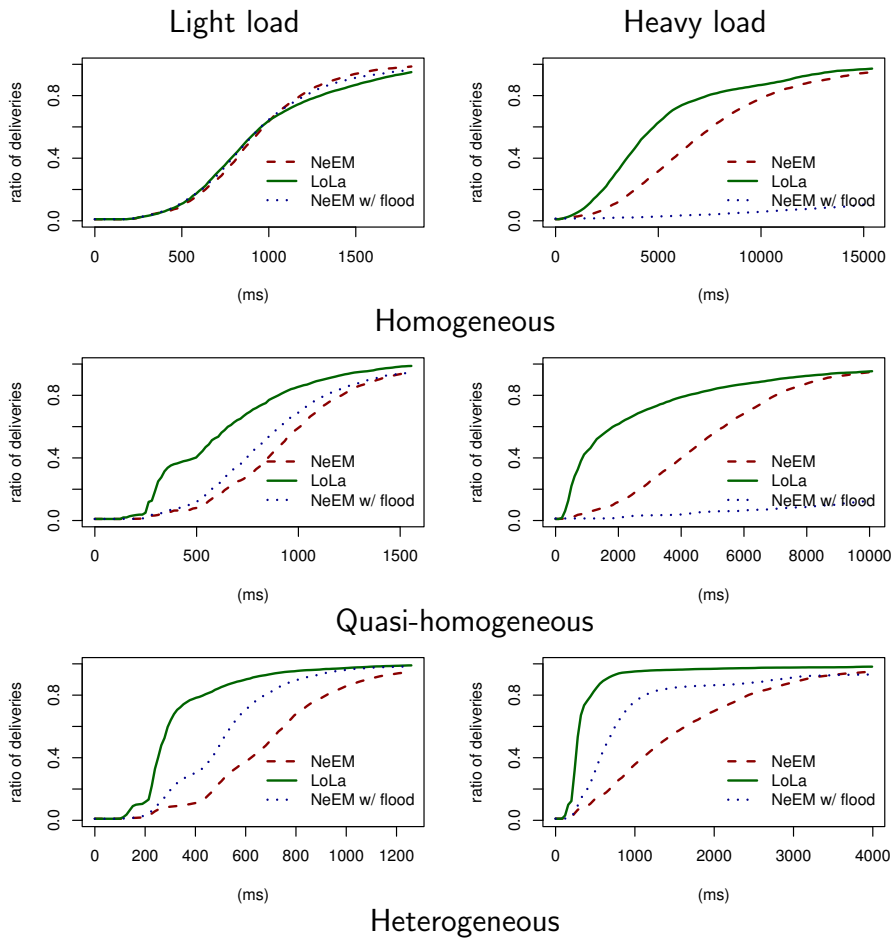 Light load
Heavy load
ratio of deliveries
0.0 0.4 0.8
NeEM
LoLa
NeEM w/ flood
0 500 1000 1500
(ms)
ratio of deliveries
0.0 0.4 0.8
NeEM
LoLa
NeEM w/ flood
0 5000 10000 15000
(ms)
Homogeneous
ratio of deliveries
0.0 0.4 0.8
NeEM
LoLa
NeEM w/ flood
0 500 1000 1500
(ms)
ratio of deliveries
0.0 0.4 0.8
NeEM
LoLa
NeEM w/ flood
0 2000 4000 6000 8000 10000
(ms)
Quasi-homogeneous
ratio of deliveries
0.0 0.4 0.8
NeEM
LoLa
NeEM w/ flood
0 200 400 600 800 1000 1200
(ms)
ratio of deliveries
0.0 0.4 0.8
NeEM
LoLa
NeEM w/ flood
0 1000 2000 3000 4000
(ms)
Heterogeneous